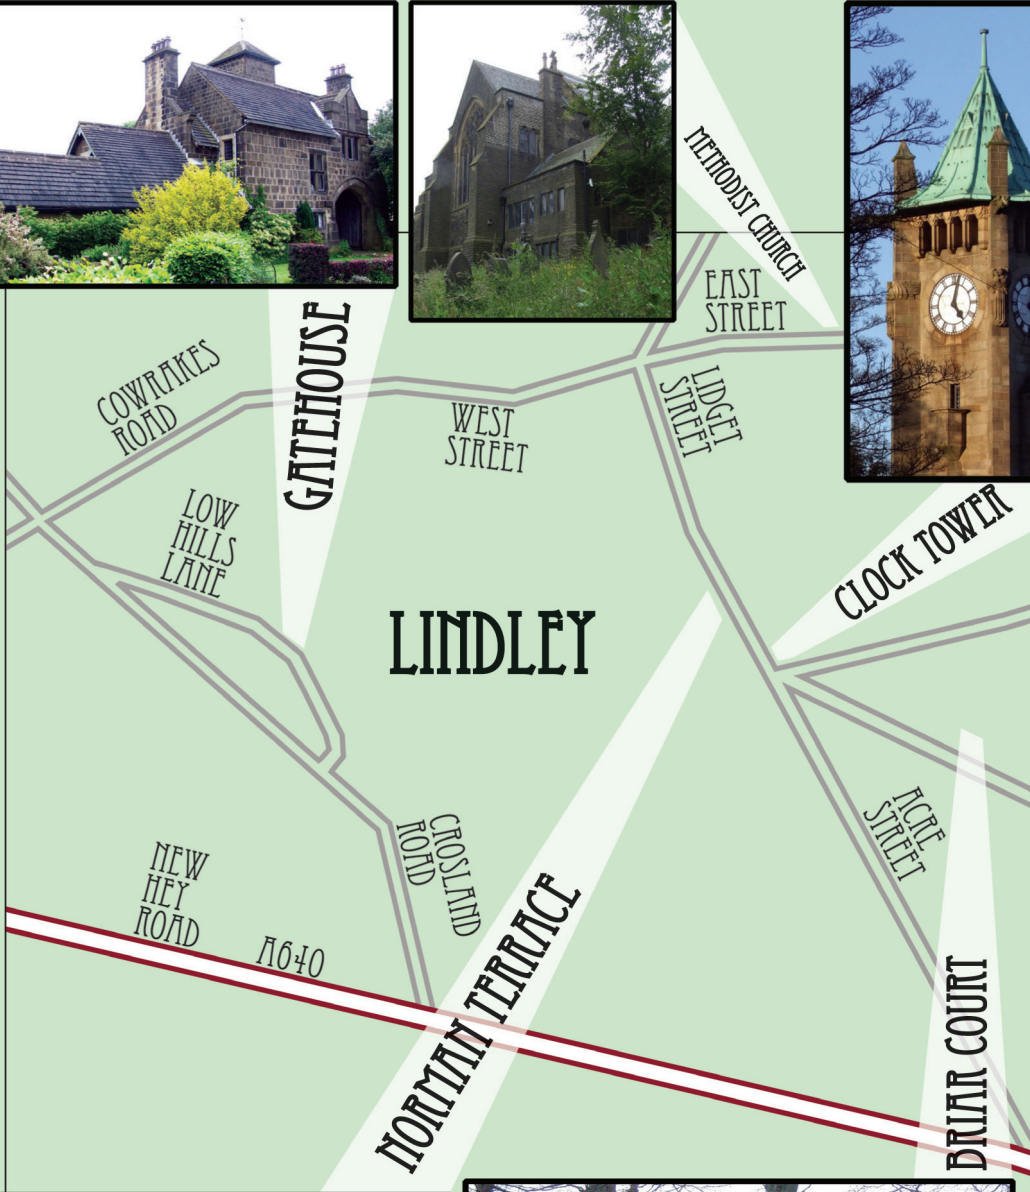 METHODIST CHURCH
EAST
STREET
COWRAKES
ROAD
GATEHOUSE
WEST
STREET
LIDGET
STREET
LOW
HILLS
LANE
CLOCK TOWER
LINDLEY
ACRE
STREET
CROSLAND
ROAD
NEW
HEY
ROAD
A640
NORMAN TERRACE
BRIAR COURT